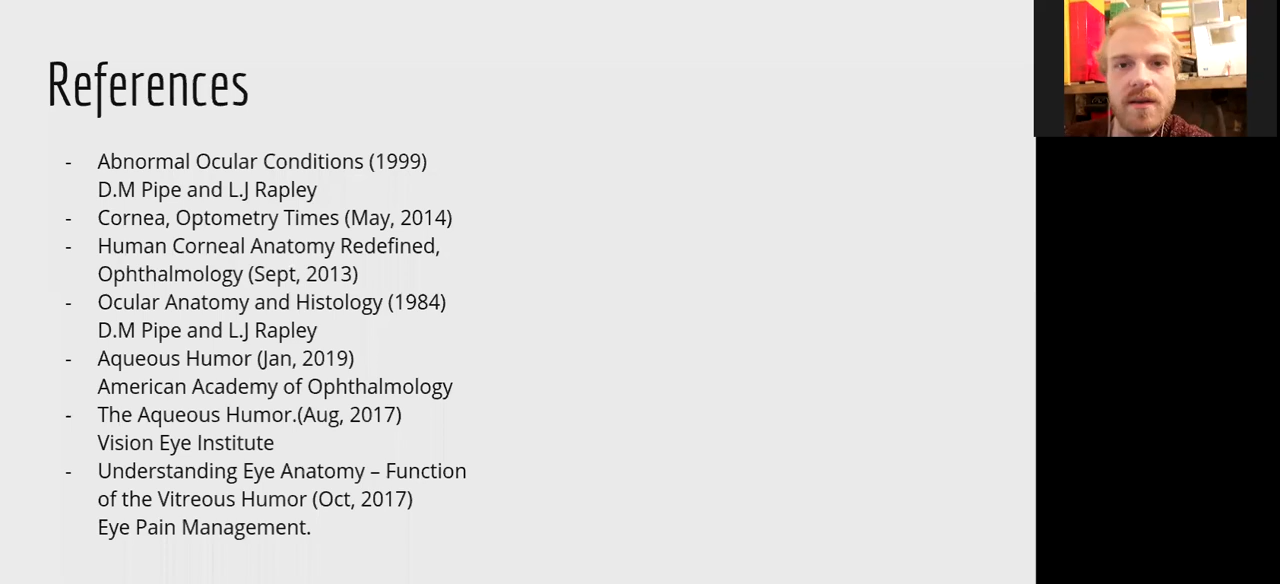 References
- Abnormal Ocular Conditions (1999)
D.M Pipe and L.J Rapley
- Cornea, Optometry Times (May, 2014)
- Human Corneal Anatomy Redefined,
Ophthalmology (Sept, 2013)
- Ocular Anatomy and Histology (1984)
D.M Pipe and L.J Rapley
- Aqueous Humor (Jan, 2019)
American Academy of Ophthalmology
- The Aqueous Humor.(Aug, 2017)
Vision Eye Institute
- Understanding Eye Anatomy – Function
of the Vitreous Humor (Oct, 2017)
Eye Pain Management.